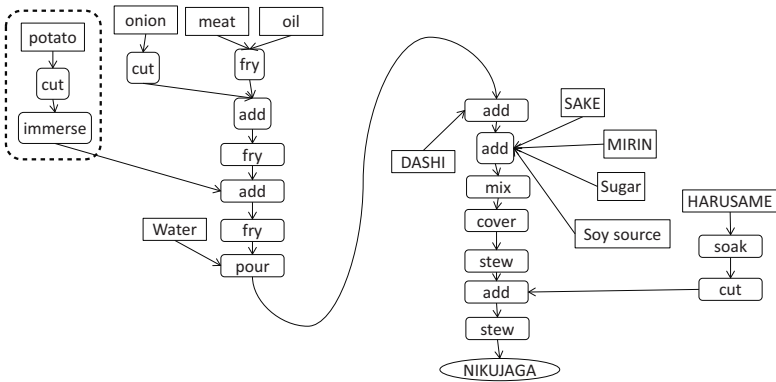 potato
cut
immerse
onion
cut
meat
oil
fry
add
fry
add
fry
Water
pour
add
DASHI
add
SAKE
MIRIN
Sugar
Soy source
mix
cover
stew
HARUSAME
soak
cut
add
stew
NIKUJAGA